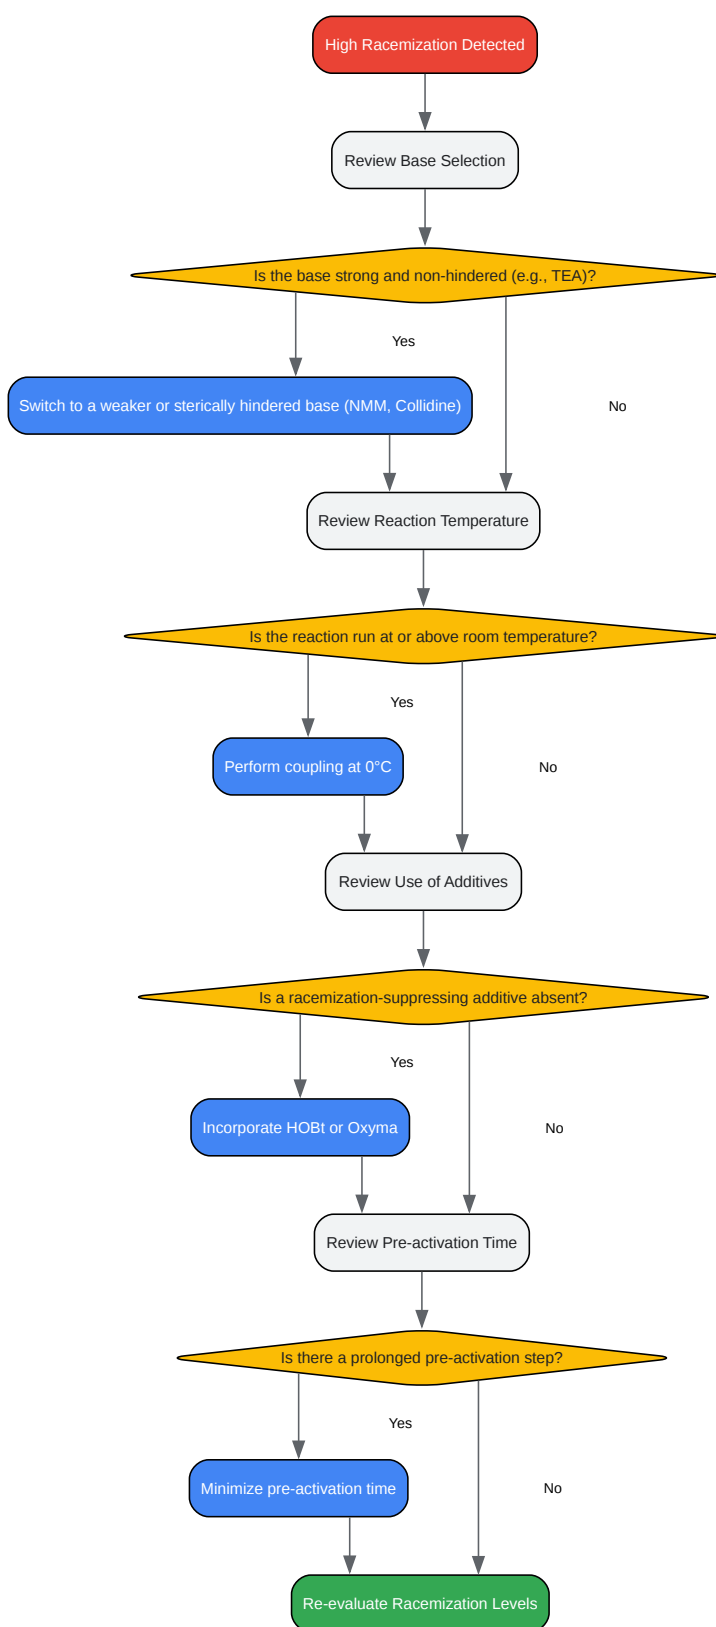 High Racemization Detected
Review Base Selection
Is the base strong and non-hindered (e.g., TEA)?
Yes
Switch to a weaker or sterically hindered base (NMM, Collidine)
No
Review Reaction Temperature
Is the reaction run at or above room temperature?
Yes
Perform coupling at 0°C
No
Review Use of Additives
Is a racemization-suppressing additive absent?
Yes
Incorporate HOBt or Oxyma
No
Review Pre-activation Time
Is there a prolonged pre-activation step?
Yes
Minimize pre-activation time
No
Re-evaluate Racemization Levels